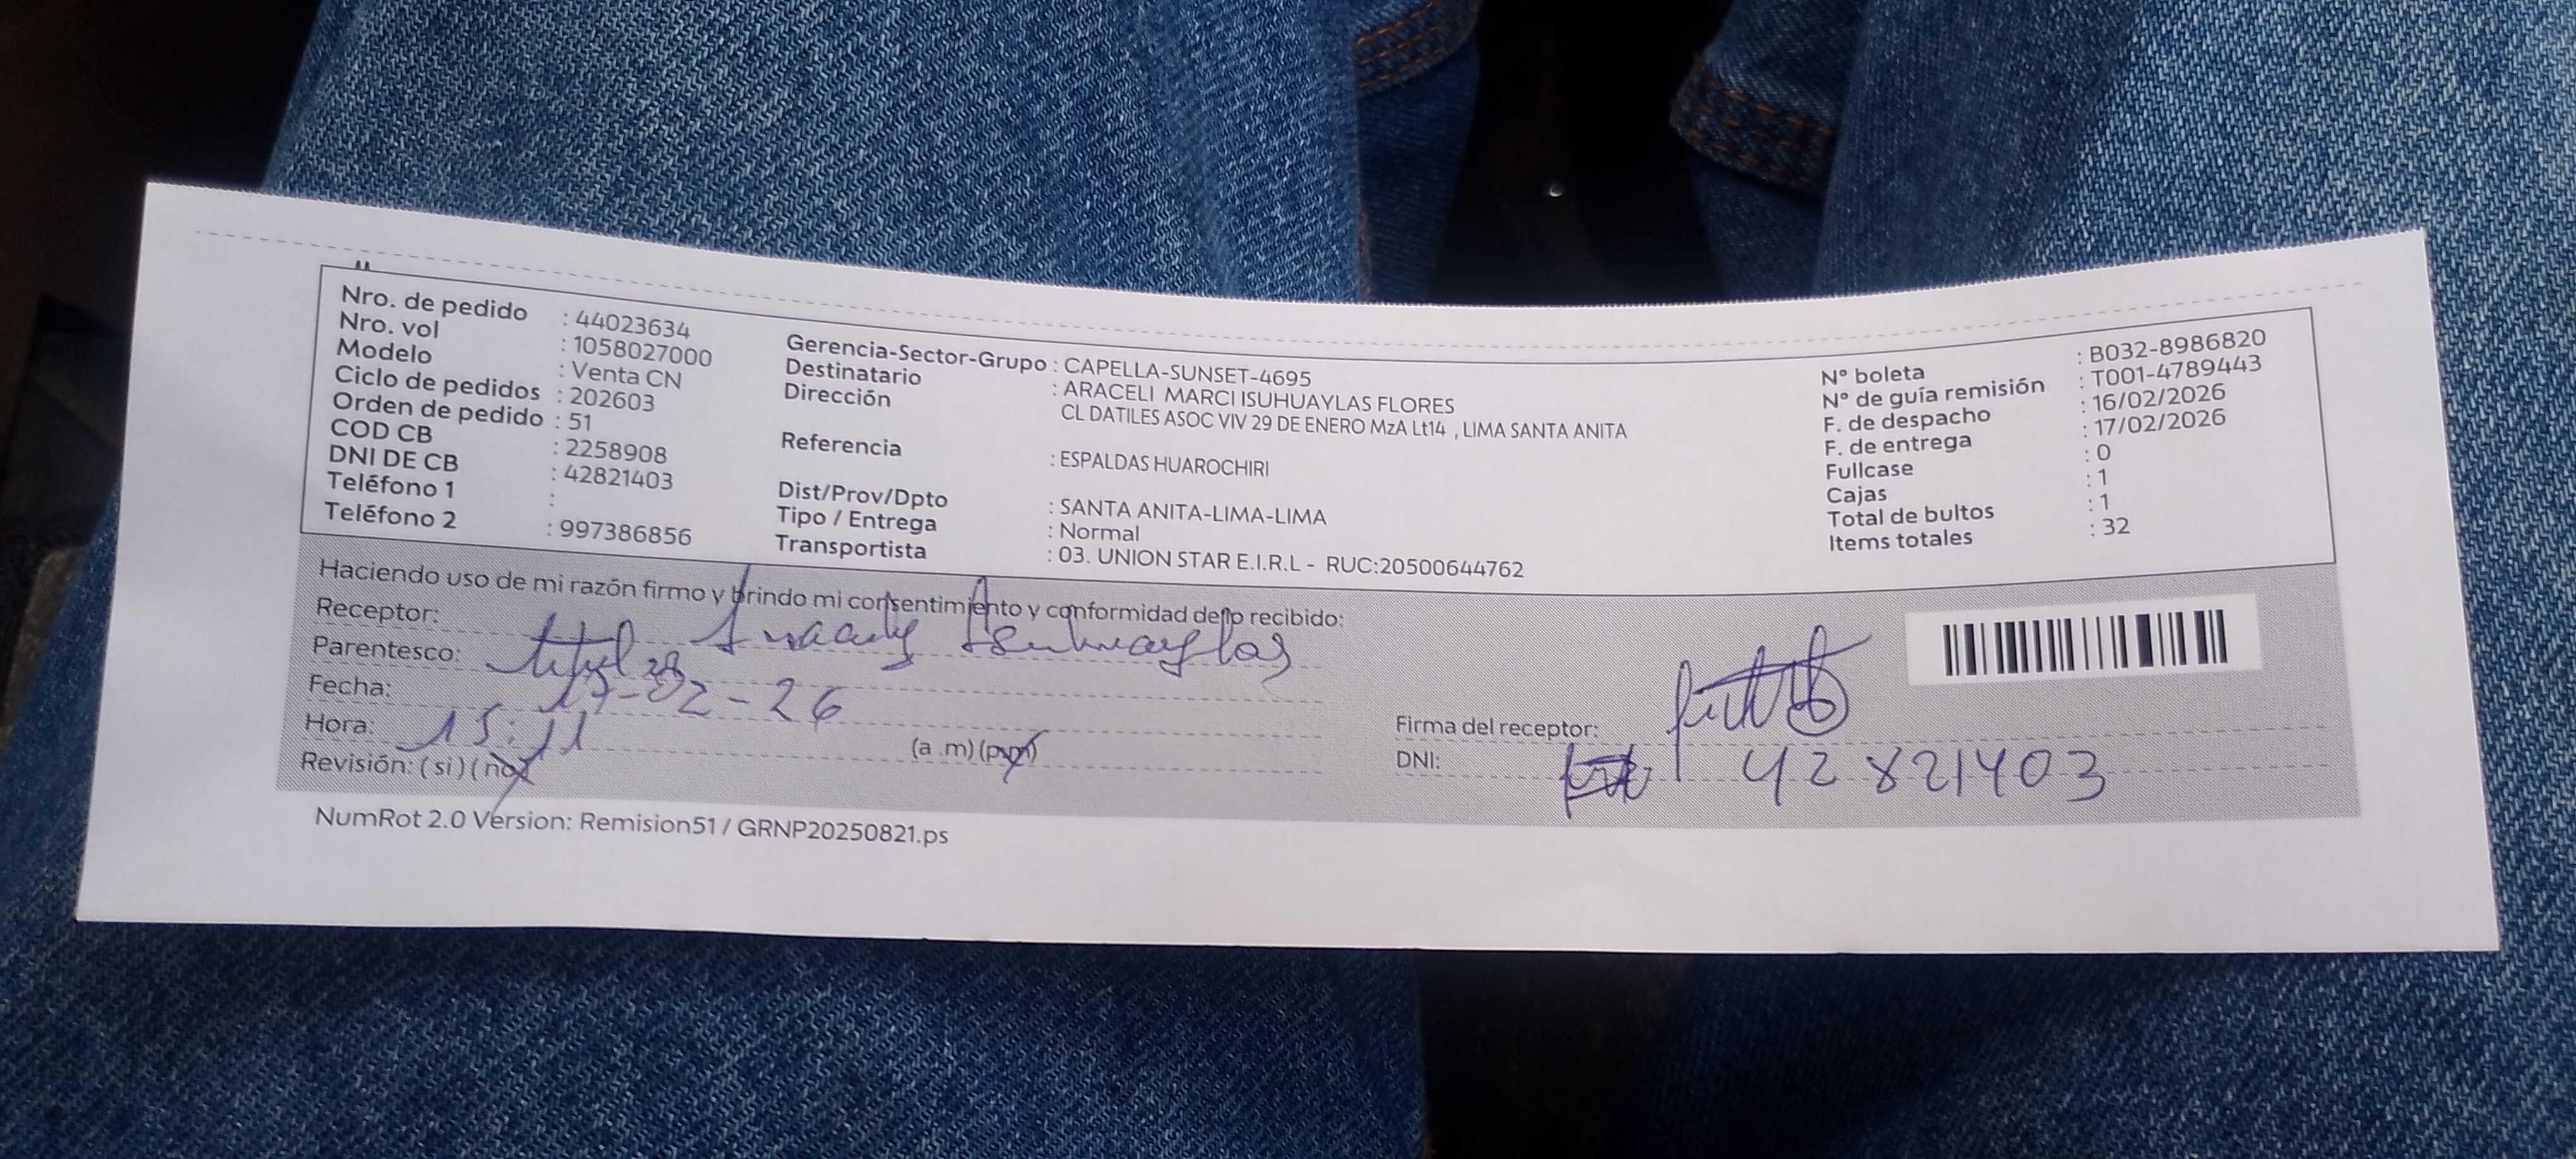 Nro. de pedido : 44023634
Nro. vol : 1058027000
Modelo : Venta CN
Ciclo de pedidos : 202603
Orden de pedido : 51
COD CB : 2258908
DNI DE CB : 42821403
Teléfono 1 :
Teléfono 2 : 997386856
Gerencia-Sector-Grupo : CAPELLA-SUNSET-4695
Destinatario : ARACELI MARCI ISUHUAYLAS FLORES
Dirección CL DATILES ASOC VIV 29 DE ENERO MzA Lt14 , LIMA SANTA ANITA
Referencia : ESPALDAS HUAROCHIRI
Dist/Prov/Dpto : SANTA ANITA-LIMA-LIMA
Tipo / Entrega : Normal
Transportista : 03. UNION STAR E.I.R.L - RUC:20500644762
N° boleta : B032-8986820
N° de guía remisión : T001-4789443
F. de despacho : 16/02/2026
F. de entrega : 17/02/2026
Fullcase : 0
Cajas : 1
Total de bultos : 1
Items totales : 32
Haciendo uso de mi razón firmo y brindo mi consentimiento y conformidad de lo recibido:
Receptor: Isuhuaylas
Parentesco: titular
Fecha: 17-02-26
Hora: 15:11 (a .m) (p.m)
Revisión: ( si ) ( no )
Firma del receptor:
DNI: 42821403
NumRot 2.0 Version: Remision51 / GRNP20250821.ps